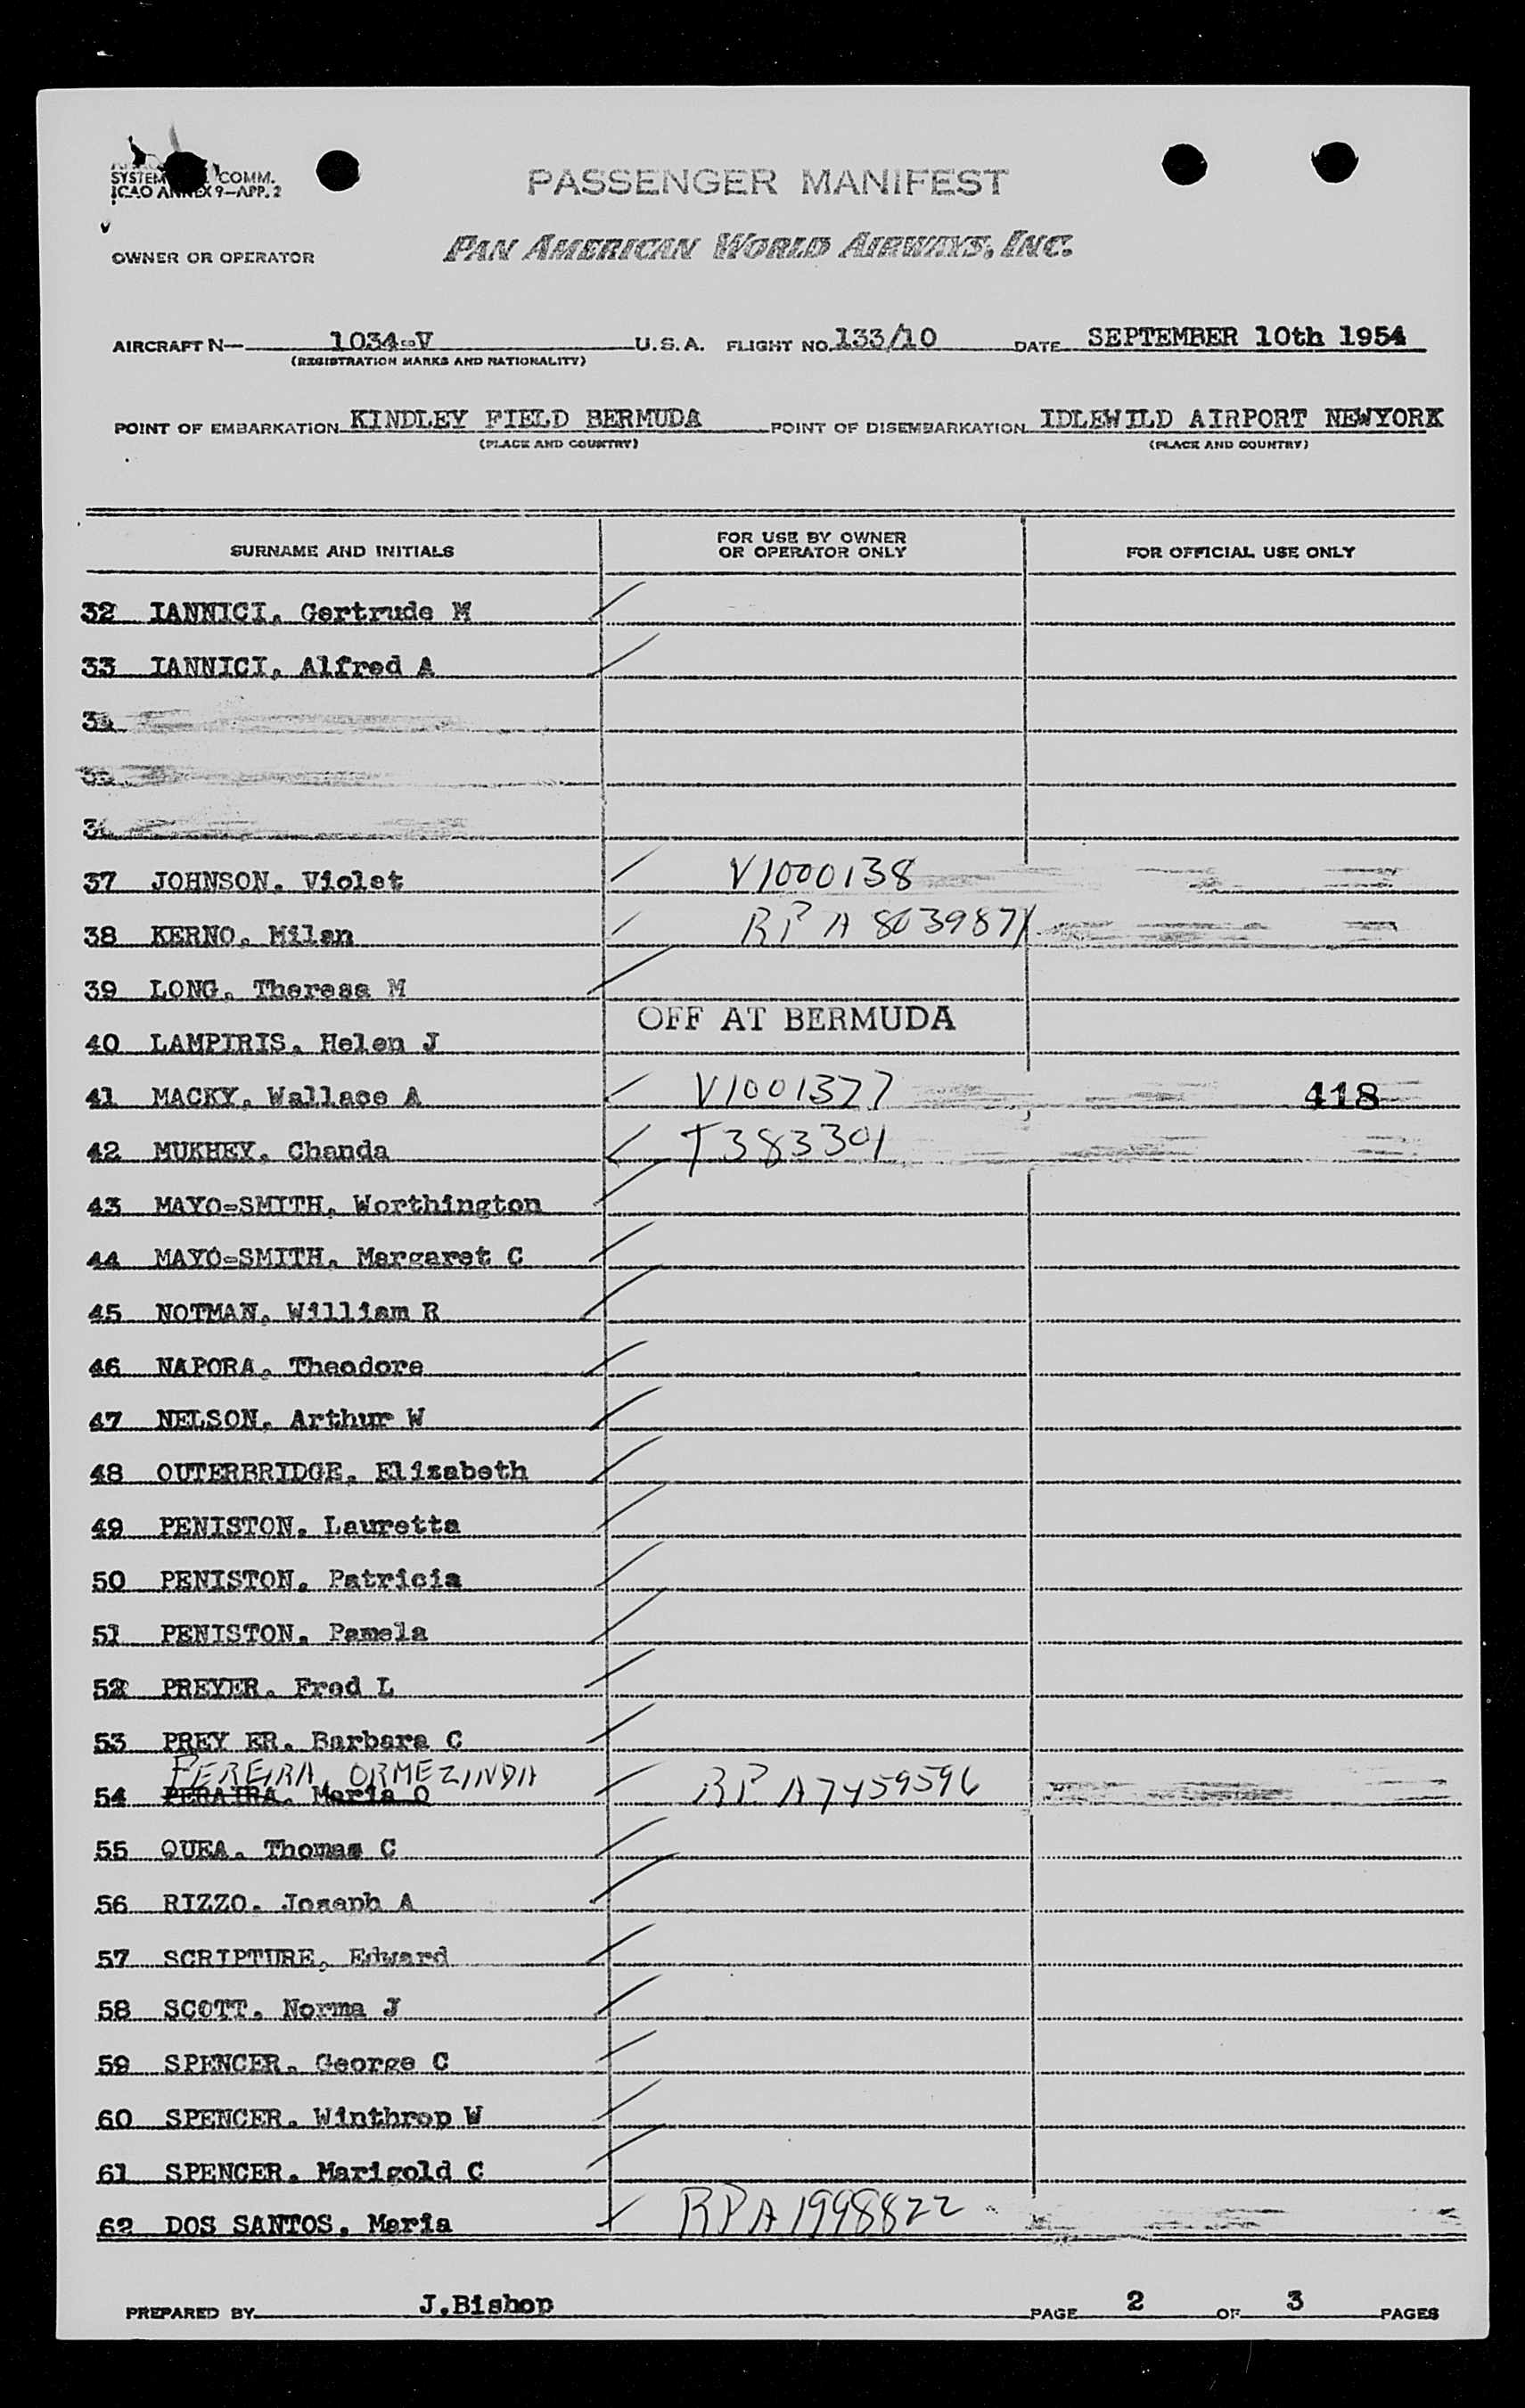 SYSTEM COMM.
ICAO ANNEX 9—APP. 2
PASSENGER MANIFEST
OWNER OR OPERATOR PAN AMERICAN WORLD AIRWAYS, INC.
AIRCRAFT N— 1034-V U.S.A. FLIGHT NO. 133/10 DATE SEPTEMBER 10th 1954
(REGISTRATION MARKS AND NATIONALITY)
POINT OF EMBARKATION KINDLEY FIELD BERMUDA POINT OF DISEMBARKATION IDLEWILD AIRPORT NEWYORK
(PLACE AND COUNTRY) (PLACE AND COUNTRY)
SURNAME AND INITIALS FOR USE BY OWNER OR OPERATOR ONLY FOR OFFICIAL USE ONLY
32 IANNICI, Gertrude M
33 IANNICI, Alfred A
34
35
36
37 JOHNSON, Violet V1000138
38 KERNO, Milan RP A 8039871
39 LONG, Theresa M
OFF AT BERMUDA
40 LAMPIRIS, Helen J
41 MACKY, Wallace A V1001377 418
42 MUKHEY, Chanda T383301
43 MAYO-SMITH, Worthington
44 MAYO-SMITH, Margaret C
45 NOTMAN, William R
46 NAPORA, Theodore
47 NELSON, Arthur W
48 OUTERBRIDGE, Elizabeth
49 PENISTON, Lauretta
50 PENISTON, Patricia
51 PENISTON, Pamela
52 PREYER, Fred L
53 PREY ER, Barbara C
PEREIRA, ORMEZINDA
54 PERAIRA, Maria O RP A7459596
55 QUEA, Thomas C
56 RIZZO, Joseph A
57 SCRIPTURE, Edward
58 SCOTT, Norma J
59 SPENCER, George C
60 SPENCER, Winthrop W
61 SPENCER, Marigold C
62 DOS SANTOS, Maria RPA1998822
PREPARED BY J.Bishop PAGE 2 OF 3 PAGES